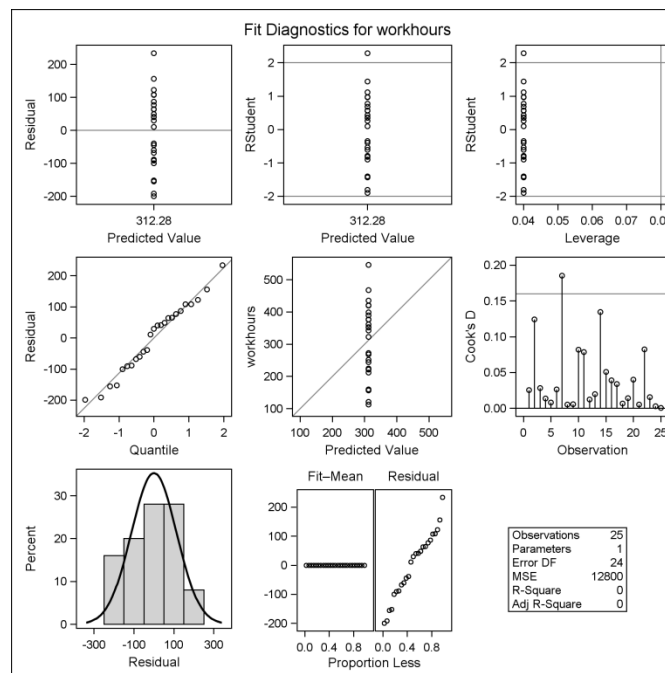 Fit Diagnostics for workhours
Residual
200
100
0
-100
-200
312.28
Predicted Value
RStudent
2
1
0
-1
-2
312.28
Predicted Value
RStudent
2
1
0
-1
-2
0.04 0.05 0.06 0.07 0.08
Leverage
Residual
200
100
0
-100
-200
-2 -1 0 1 2
Quantile
workhours
500
400
300
200
100
100 200 300 400 500
Predicted Value
Cook's D
0.20
0.15
0.10
0.05
0.00
0 5 10 15 20 25
Observation
Percent
30
20
10
0
-300 -100 100 300
Residual
Fit–Mean Residual
200
100
0
-100
-200
0.0 0.4 0.8 0.0 0.4 0.8
Proportion Less
Observations 25
Parameters 1
Error DF 24
MSE 12800
R-Square 0
Adj R-Square 0